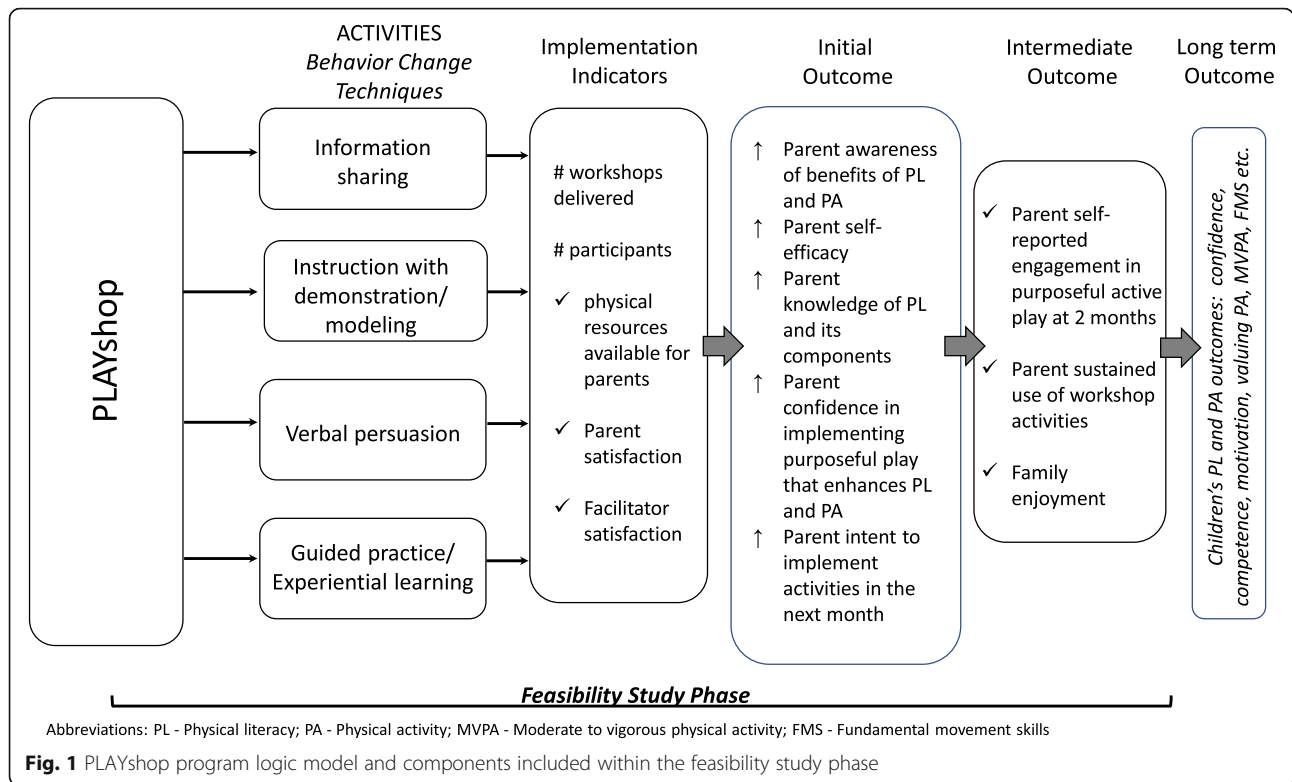 ACTIVITIES
Behavior Change
Techniques
Implementation
Indicators
Initial
Outcome
Intermediate
Outcome
Long term
Outcome
PLAYshop
Information
sharing
Instruction with
demonstration/
modeling
Verbal persuasion
Guided practice/
Experiential learning
# workshops
delivered
# participants
✓ physical
resources
available for
parents
✓ Parent
satisfaction
✓ Facilitator
satisfaction
↑ Parent awareness
of benefits of PL
and PA
↑ Parent self-
efficacy
↑ Parent
knowledge of PL
and its
components
↑ Parent
confidence in
implementing
purposeful play
that enhances PL
and PA
↑ Parent intent to
implement
activities in the
next month
✓ Parent self-
reported
engagement in
purposeful active
play at 2 months
✓ Parent sustained
use of workshop
activities
✓ Family
enjoyment
Children's PL and PA outcomes: confidence,
competence, motivation, valuing PA, MVPA, FMS etc.
Feasibility Study Phase
Abbreviations: PL - Physical literacy; PA - Physical activity; MVPA - Moderate to vigorous physical activity; FMS - Fundamental movement skills
Fig. 1 PLAYshop program logic model and components included within the feasibility study phase